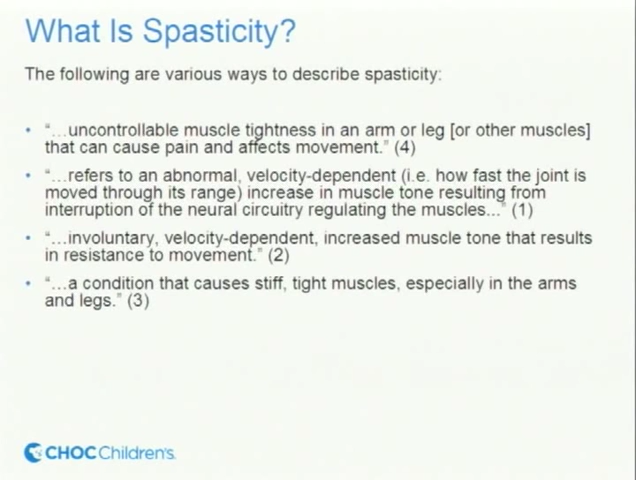 What Is Spasticity?
The following are various ways to describe spasticity:
• “…uncontrollable muscle tightness in an arm or leg [or other muscles]
that can cause pain and affects movement.” (4)
• “…refers to an abnormal, velocity-dependent (i.e. how fast the joint is
moved through its range) increase in muscle tone resulting from
interruption of the neural circuitry regulating the muscles...” (1)
• “…involuntary, velocity-dependent, increased muscle tone that results
in resistance to movement.” (2)
• “…a condition that causes stiff, tight muscles, especially in the arms
and legs.” (3)
CHOC Children's.